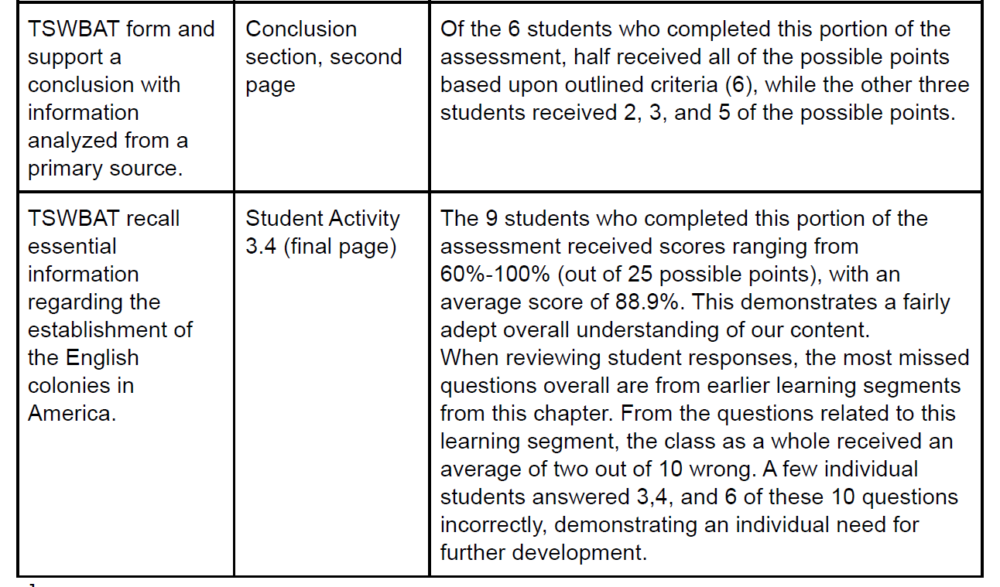 TSWBAT form and
support a
conclusion with
information
analyzed from a
primary source.
Conclusion
section, second
page
Of the 6 students who completed this portion of the
assessment, half received all of the possible points
based upon outlined criteria (6), while the other three
students received 2, 3, and 5 of the possible points.
TSWBAT recall
essential
information
regarding the
establishment of
the English
colonies in
America.
Student Activity
3.4 (final page)
The 9 students who completed this portion of the
assessment received scores ranging from
60%-100% (out of 25 possible points), with an
average score of 88.9%. This demonstrates a fairly
adept overall understanding of our content.
When reviewing student responses, the most missed
questions overall are from earlier learning segments
from this chapter. From the questions related to this
learning segment, the class as a whole received an
average of two out of 10 wrong. A few individual
students answered 3,4, and 6 of these 10 questions
incorrectly, demonstrating an individual need for
further development.